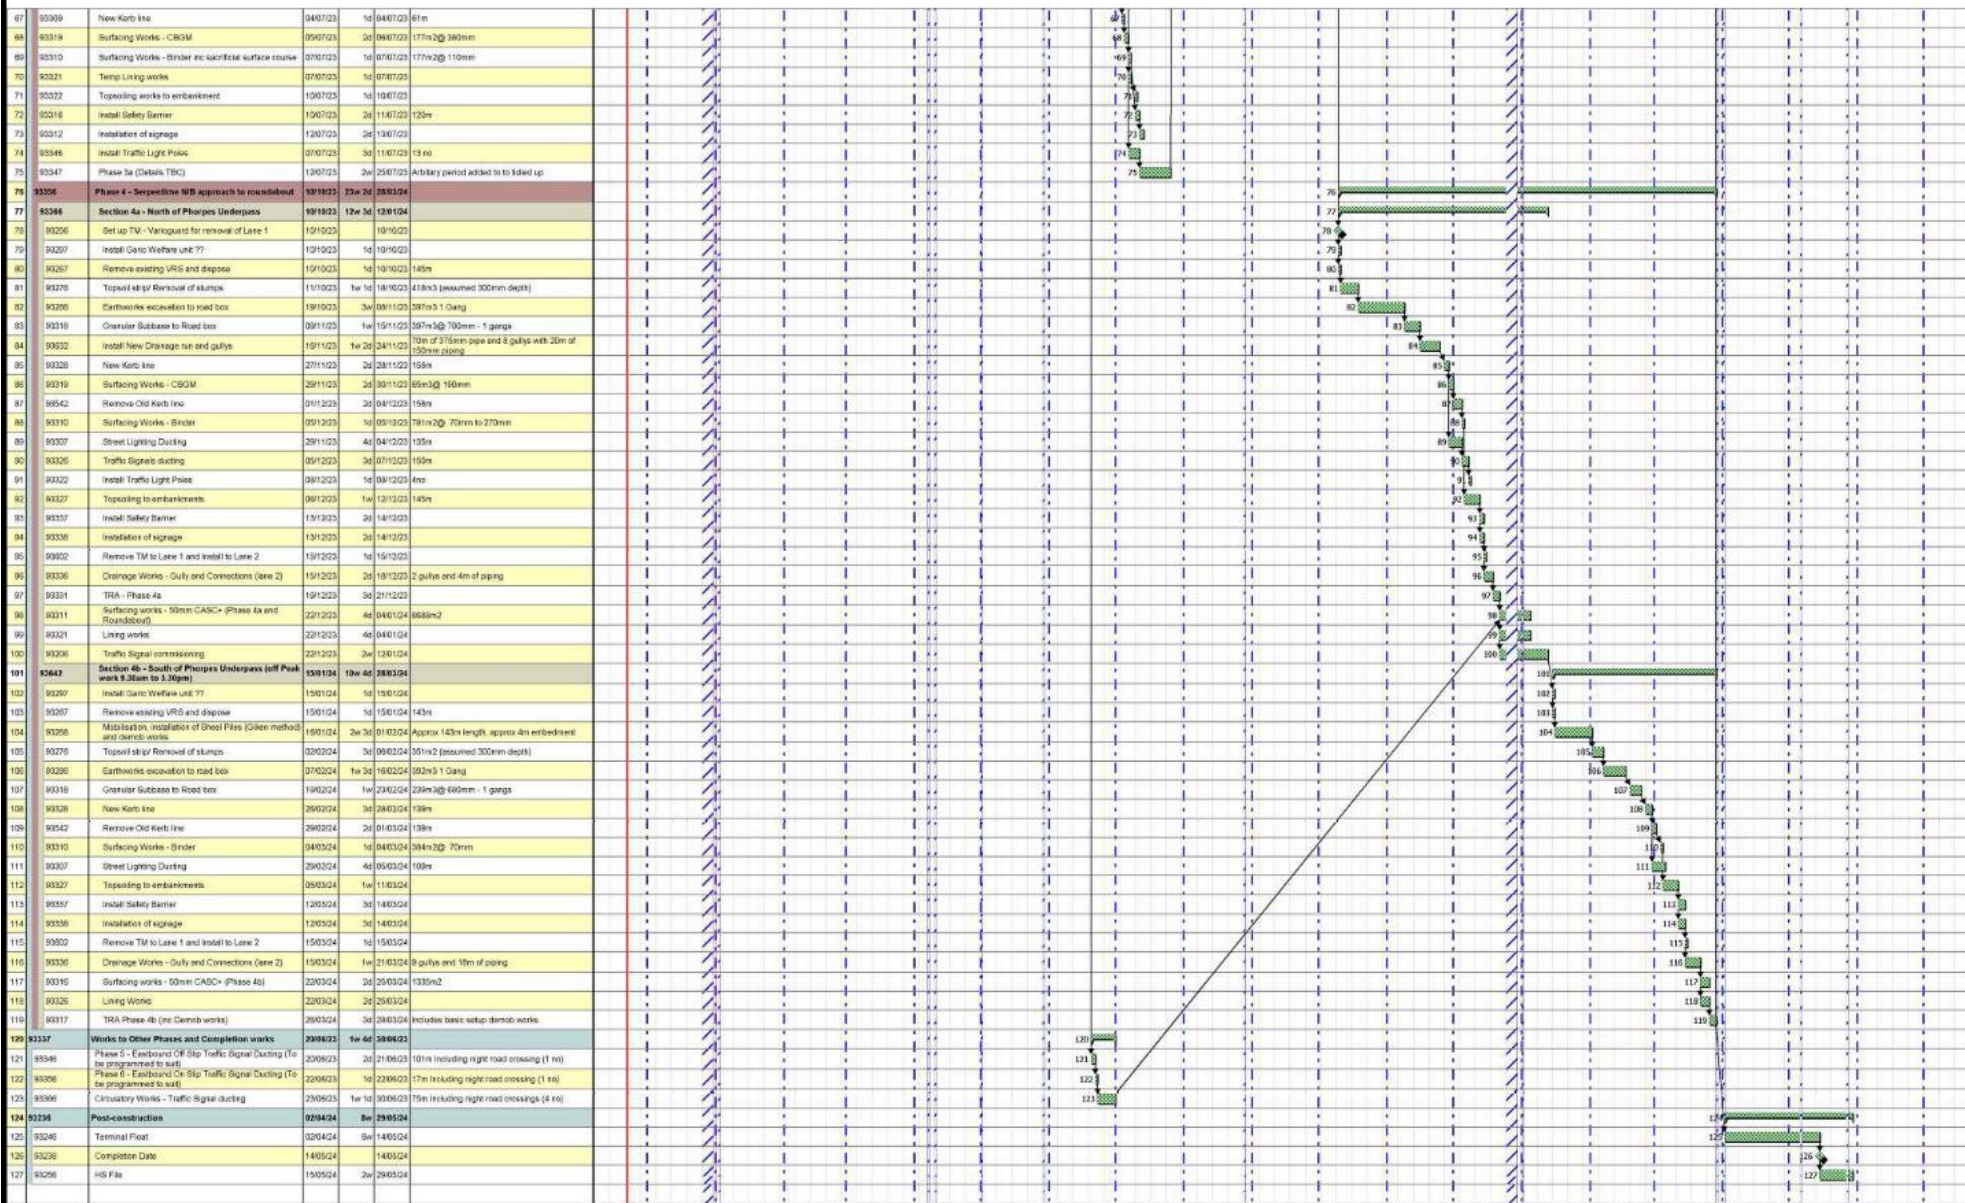 67 93309 New Kerb line 04/07/23 1d 04/07/23 61m
68 93319 Surfacing Works - CBGM 05/07/23 2d 06/07/23 177m2@ 380mm
69 93310 Surfacing Works - Binder inc sacrificial surface course 07/07/23 1d 07/07/23 177m2@ 110mm
70 93321 Temp Lining works 07/07/23 1d 07/07/23
71 93322 Topsoiling works to embankment 10/07/23 1d 10/07/23
72 93316 Install Safety Barrier 10/07/23 2d 11/07/23 120m
73 93312 Installation of signage 12/07/23 2d 13/07/23
74 93346 Install Traffic Light Poles 07/07/23 3d 11/07/23 13 no
75 93347 Phase 3a (Details TBC) 12/07/23 2w 25/07/23 Arbitary period added to to tidied up
76 93356 Phase 4 - Serpentine N/B approach to roundabout 10/10/23 23w 2d 28/03/24
77 93366 Section 4a - North of Phorpes Underpass 10/10/23 12w 3d 12/01/24
78 93256 Set up TM - Varioguard for removal of Lane 1 10/10/23 10/10/23
79 93297 Install Garic Welfare unit ?? 10/10/23 1d 10/10/23
80 93267 Remove existing VRS and dispose 10/10/23 1d 10/10/23 145m
81 93276 Topsoil strip/ Removal of stumps 11/10/23 1w 1d 18/10/23 418m3 (assumed 300mm depth)
82 93286 Earthworks excavation to road box 19/10/23 3w 08/11/23 397m3 1 Gang
83 93318 Granular Subbase to Road box 09/11/23 1w 15/11/23 397m3@ 700mm - 1 gangs
84 93632 Install New Drainage run and gullys 16/11/23 1w 2d 24/11/23 70m of 375mm pipe and 8 gullys with 20m of
150mm piping
85 93328 New Kerb line 27/11/23 2d 28/11/23 158m
86 93319 Surfacing Works - CBGM 29/11/23 2d 30/11/23 65m3@ 160mm
87 93542 Remove Old Kerb line 01/12/23 2d 04/12/23 158m
88 93310 Surfacing Works - Binder 05/12/23 1d 05/12/23 781m2@ 70mm to 270mm
89 93307 Street Lighting Ducting 29/11/23 4d 04/12/23 135m
90 93326 Traffic Signals ducting 05/12/23 3d 07/12/23 150m
91 93322 Install Traffic Light Poles 08/12/23 1d 08/12/23 4no
92 93327 Topsoiling to embankments 06/12/23 1w 12/12/23 145m
93 93337 Install Safety Barrier 13/12/23 2d 14/12/23
94 93338 Installation of signage 13/12/23 2d 14/12/23
95 93602 Remove TM to Lane 1 and Install to Lane 2 15/12/23 1d 15/12/23
96 93336 Drainage Works - Gully and Connections (lane 2) 15/12/23 2d 18/12/23 2 gullys and 4m of piping
97 93331 TRA - Phase 4a 19/12/23 3d 21/12/23
98 93311 Surfacing works - 50mm CASC+ (Phase 4a and
Roundabout) 22/12/23 4d 04/01/24 6688m2
99 93321 Lining works 22/12/23 4d 04/01/24
100 93206 Traffic Signal commisioning 22/12/23 2w 12/01/24
101 93642 Section 4b - South of Phorpes Underpass (off Peak
work 9.30am to 3.30pm) 15/01/24 10w 4d 28/03/24
102 93297 Install Garic Welfare unit ?? 15/01/24 1d 15/01/24
103 93267 Remove existing VRS and dispose 15/01/24 1d 15/01/24 143m
104 93268 Mobilisation, installation of Sheel Piles (Giken method)
and demob works 16/01/24 2w 3d 01/02/24 Approx 143m length, approx 4m embedment
105 93276 Topsoil strip/ Removal of stumps 02/02/24 3d 06/02/24 351m2 (assumed 300mm depth)
106 93286 Earthworks excavation to road box 07/02/24 1w 3d 16/02/24 392m3 1 Gang
107 93318 Granular Subbase to Road box 19/02/24 1w 23/02/24 239m3@ 680mm - 1 gangs
108 93328 New Kerb line 26/02/24 3d 28/02/24 139m
109 93542 Remove Old Kerb line 29/02/24 2d 01/03/24 139m
110 93310 Surfacing Works - Binder 04/03/24 1d 04/03/24 384m2@ 70mm
111 93307 Street Lighting Ducting 29/02/24 4d 05/03/24 109m
112 93327 Topsoiling to embankments 05/03/24 1w 11/03/24
113 93337 Install Safety Barrier 12/03/24 3d 14/03/24
114 93338 Installation of signage 12/03/24 3d 14/03/24
115 93602 Remove TM to Lane 1 and Install to Lane 2 15/03/24 1d 15/03/24
116 93336 Drainage Works - Gully and Connections (lane 2) 15/03/24 1w 21/03/24 9 gullys and 18m of piping
117 93316 Surfacing works - 50mm CASC+ (Phase 4b) 22/03/24 2d 25/03/24 1335m2
118 93326 Lining Works 22/03/24 2d 25/03/24
119 93317 TRA Phase 4b (inc Demob works) 26/03/24 3d 28/03/24 Includes basic setup demob works
120 93337 Works to Other Phases and Completion works 20/06/23 1w 4d 30/06/23
121 93346 Phase 5 - Eastbound Off Slip Traffic Signal Ducting (To
be programmed to suit) 20/06/23 2d 21/06/23 101m including night road crossing (1 no)
122 93356 Phase 6 - Eastbound On Slip Traffic Signal Ducting (To
be programmed to suit) 22/06/23 1d 22/06/23 17m Including night road crossing (1 no)
123 93366 Circulatory Works - Traffic Signal ducting 23/06/23 1w 1d 30/06/23 75m Including night road crossings (4 no)
124 93236 Post-construction 02/04/24 8w 29/05/24
125 93246 Terminal Float 02/04/24 6w 14/05/24
126 93238 Completion Date 14/05/24 14/05/24
127 93256 HS File 15/05/24 2w 29/05/24